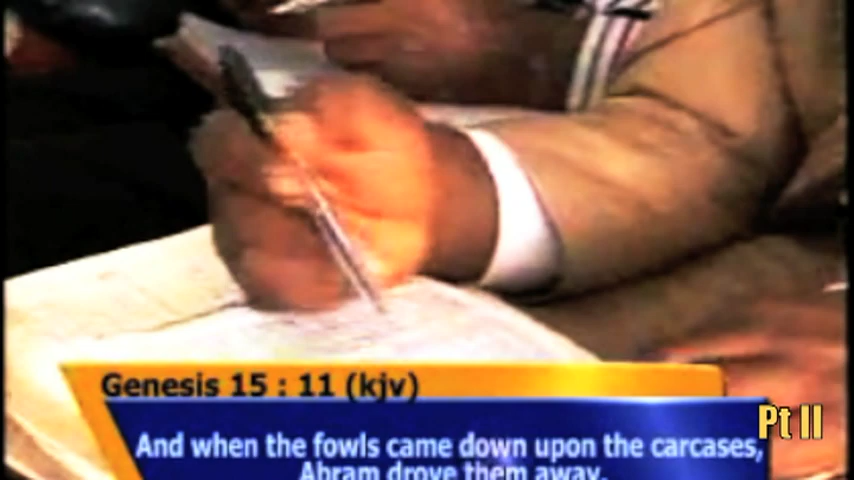 Genesis 15 : 11 (kjv)
Pt II
And when the fowls came down upon the carcases,
Abram drove them away.